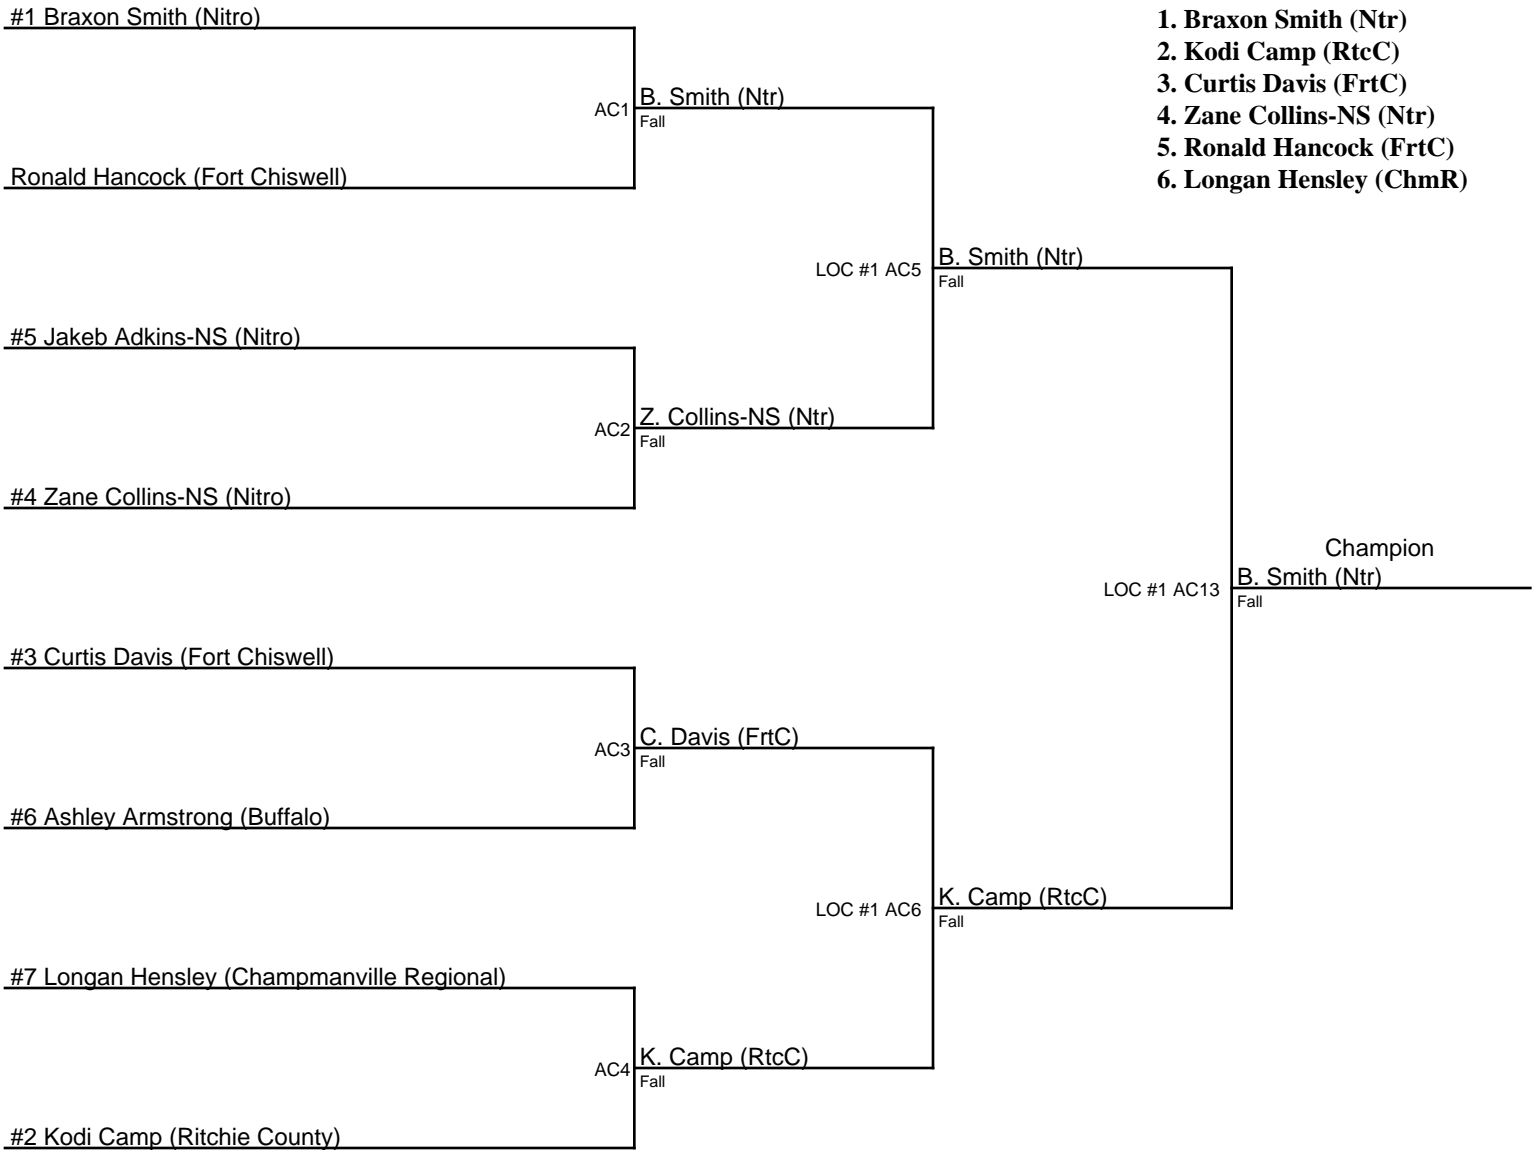 #1 Braxon Smith (Nitro)
1. Braxon Smith (Ntr)
2. Kodi Camp (RtcC)
3. Curtis Davis (FrtC)
4. Zane Collins-NS (Ntr)
5. Ronald Hancock (FrtC)
6. Longan Hensley (ChmR)
AC1
B. Smith (Ntr)
Fall
Ronald Hancock (Fort Chiswell)
LOC #1 AC5
B. Smith (Ntr)
Fall
#5 Jakeb Adkins-NS (Nitro)
AC2
Z. Collins-NS (Ntr)
Fall
#4 Zane Collins-NS (Nitro)
Champion
LOC #1 AC13
B. Smith (Ntr)
Fall
#3 Curtis Davis (Fort Chiswell)
AC3
C. Davis (FrtC)
Fall
#6 Ashley Armstrong (Buffalo)
LOC #1 AC6
K. Camp (RtcC)
Fall
#7 Longan Hensley (Champmanville Regional)
AC4
K. Camp (RtcC)
Fall
#2 Kodi Camp (Ritchie County)